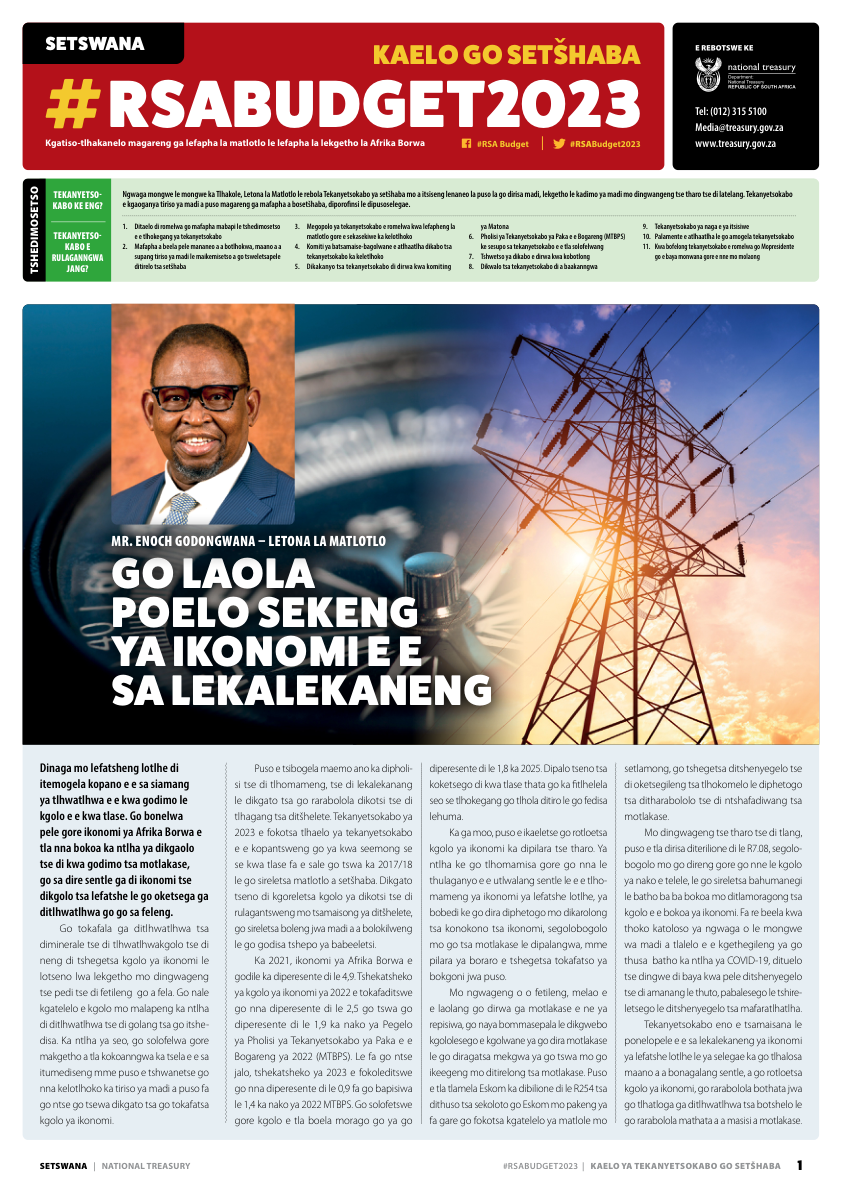 SETSWANA
KAELO GO SETŠHABA
#RSABUDGET2023
Kgatiso-tlhakanelo magareng ga lefapha la matlotlo le lefapha la lekgetho la Afrika Borwa
#RSA Budget
#RSABudget2023
E REBOTSWE KE
national treasury
Department:
National Treasury
REPUBLIC OF SOUTH AFRICA
Tel: (012) 315 5100
Media@treasury.gov.za
www.treasury.gov.za
TSHEDIMOSETSO
TEKANYETSO-
KABO KE ENG?
TEKANYETSO-
KABO E
RULAGANNGWA
JANG?
Ngwaga mongwe le mongwe ka Tlhakole, Letona la Matlotlo le rebola Tekanyetsokabo ya setšhaba mo a itsiseng lenaneo la puso la go dirisa madi, lekgetho le kadimo ya madi mo dingwangeng tse tharo tse di latelang. Tekanyetsokabo
e kgaoganya tiriso ya madi a puso magareng ga mafapha a bosetšhaba, diporofinsi le dipusoselegae.
1. Ditaelo di romelwa go mafapha mabapi le tshedimosetso
e e tlhokegang ya tekanyetsokabo
2. Mafapha a beela pele mananeo a a botlhokwa, maano a a
supang tiriso ya madi le maikemisetso a go tsweletsapele
ditirelo tsa setšhaba
3. Megopolo ya tekanyetsokabo e romelwa kwa lefapheng la
matlotlo gore e sekasekiwe ka kelotlhoko
4. Komiti ya batsamaise-bagolwane e atlhaatlha dikabo tsa
tekanyetsokabo ka keletlhoko
5. Dikakanyo tsa tekanyetsokabo di dirwa kwa komiting
ya Matona
6. Pholisi ya Tekanyetsokabo ya Paka e e Bogareng (MTBPS)
ke sesupo sa tekanyetsokabo e e tla solofelwang
7. Tshwetso ya dikabo e dirwa kwa kobotlong
8. Dikwalo tsa tekanyetsokabo di a baakanngwa
9. Tekanyetsokabo ya naga e ya itsisiwe
10. Palamente e atlhaatlha le go amogela tekanyetsokabo
11. Kwa bofelong tekanyetsokabo e romelwa go Mopresidente
go e baya monwana gore e nne mo molaong
MR. ENOCH GODONGWANA – LETONA LA MATLOTLO
GO LAOLA
POELO SEKENG
YA IKONOMI E E
SA LEKALEKANENG
Dinaga mo lefatsheng lotlhe di
itemogela kopano e e sa siamang
ya tlhwatlhwa e e kwa godimo le
kgolo e e kwa tlase. Go bonelwa
pele gore ikonomi ya Afrika Borwa e
tla nna bokoa ka ntlha ya dikgaolo
tse di kwa godimo tsa motlakase,
go sa dire sentle ga di ikonomi tse
dikgolo tsa lefatshe le go oketsega ga
ditlhwatlhwa go go sa feleng.
Go tokafala ga ditlhwatlhwa tsa
diminerale tse di tlhwatlhwakgolo tse di
neng di tshegetsa kgolo ya ikonomi le
lotseno lwa lekgetho mo dingwageng
tse pedi tse di fetileng go a fela. Go nale
kgatelelo e kgolo mo malapeng ka ntlha
di ditlhwatlhwa tse di golang tsa go itshe-
disa. Ka ntlha ya seo, go solofelwa gore
makgetho a tla kokoanngwa ka tsela e e sa
itumediseng mme puso e tshwanetse go
nna kelotlhoko ka tiriso ya madi a puso fa
go ntse go tsewa dikgato tsa go tokafatsa
kgolo ya ikonomi.
Puso e tsibogela maemo ano ka dipholi-
si tse di tlhomameng, tse di lekalekanang
le dikgato tsa go rarabolola dikotsi tse di
tlhagang tsa ditšhelete. Tekanyetsokabo ya
2023 e fokotsa tlhaelo ya tekanyetsokabo
e e kopantsweng go ya kwa seemong se
se kwa tlase fa e sale go tswa ka 2017/18
le go sireletsa matlotlo a setšhaba. Dikgato
tseno di kgoreletsa kgolo ya dikotsi tse di
rulagantsweng mo tsamaisong ya ditšhelete,
go sireletsa boleng jwa madi a a bolokilweng
le go godisa tshepo ya babeeletsi.
Ka 2021, ikonomi ya Afrika Borwa e
godile ka diperesente di le 4,9. Tshekatsheko
ya kgolo ya ikonomi ya 2022 e tokafaditswe
go nna diperesente di le 2,5 go tswa go
diperesente di le 1,9 ka nako ya Pegelo
ya Pholisi ya Tekanyetsokabo ya Paka e e
Bogareng ya 2022 (MTBPS). Le fa go ntse
jalo, tshekatsheko ya 2023 e fokoleditswe
go nna diperesente di le 0,9 fa go bapisiwa
le 1,4 ka nako ya 2022 MTBPS. Go solofetswe
gore kgolo e tla boela morago go ya go
diperesente di le 1,8 ka 2025. Dipalo tseno tsa
koketsego di kwa tlase thata go ka fitlhelela
seo se tlhokegang go tlhola ditiro le go fedisa
lehuma.
Ka ga moo, puso e ikaeletse go rotloetsa
kgolo ya ikonomi ka dipilara tse tharo. Ya
ntlha ke go tlhomamisa gore go nna le
thulaganyo e e utlwalang sentle le e e tlho-
mameng ya ikonomi ya lefatshe lotlhe, ya
bobedi ke go dira diphetogo mo dikarolong
tsa konokono tsa ikonomi, segolobogolo
mo go tsa motlakase le dipalangwa, mme
pilara ya boraro e tshegetsa tokafatso ya
bokgoni jwa puso.
Mo ngwageng o o fetileng, melao e
e laolang go dirwa ga motlakase e ne ya
repisiwa, go naya bommasepala le dikgwebo
kgololesego e kgolwane ya go dira motlakase
le go diragatsa mekgwa ya go tswa mo go
ikeegeng mo ditirelong tsa motlakase. Puso
e tla tlamela Eskom ka dibilione di le R254 tsa
dithuso tsa sekoloto go Eskom mo pakeng ya
fa gare go fokotsa kgatelelo ya matlole mo
setlamong, go tshegetsa ditshenyegelo tse
di oketsegileng tsa tlhokomelo le diphetogo
tsa ditharabololo tse di ntshafadiwang tsa
motlakase.
Mo dingwageng tse tharo tse di tlang,
puso e tla dirisa diterilione di le R7.08, segolo-
bogolo mo go direng gore go nne le kgolo
ya nako e telele, le go sireletsa bahumanegi
le batho ba ba bokoa mo ditlamoragong tsa
kgolo e e bokoa ya ikonomi. Fa re beela kwa
thoko katoloso ya ngwaga o le mongwe
wa madi a tlalelo e e kgethegileng ya go
thusa batho ka ntlha ya COVID-19, dituelo
tse dingwe di baya kwa pele ditshenyegelo
tse di amanang le thuto, pabalesego le tshire-
letsego le ditshenyegelo tsa mafaratlhatlha.
Tekanyetsokabo eno e tsamaisana le
ponelopele e e sa lekalekaneng ya ikonomi
ya lefatshe lotlhe le ya selegae ka go tlhalosa
maano a a bonagalang sentle, a go rotloetsa
kgolo ya ikonomi, go rarabolola bothata jwa
go tlhatloga ga ditlhwatlhwa tsa botshelo le
go rarabolola mathata a a masisi a motlakase.
SETSWANA | NATIONAL TREASURY
#RSABUDGET2023 | KAELO YA TEKANYETSOKABO GO SETŠHABA 1